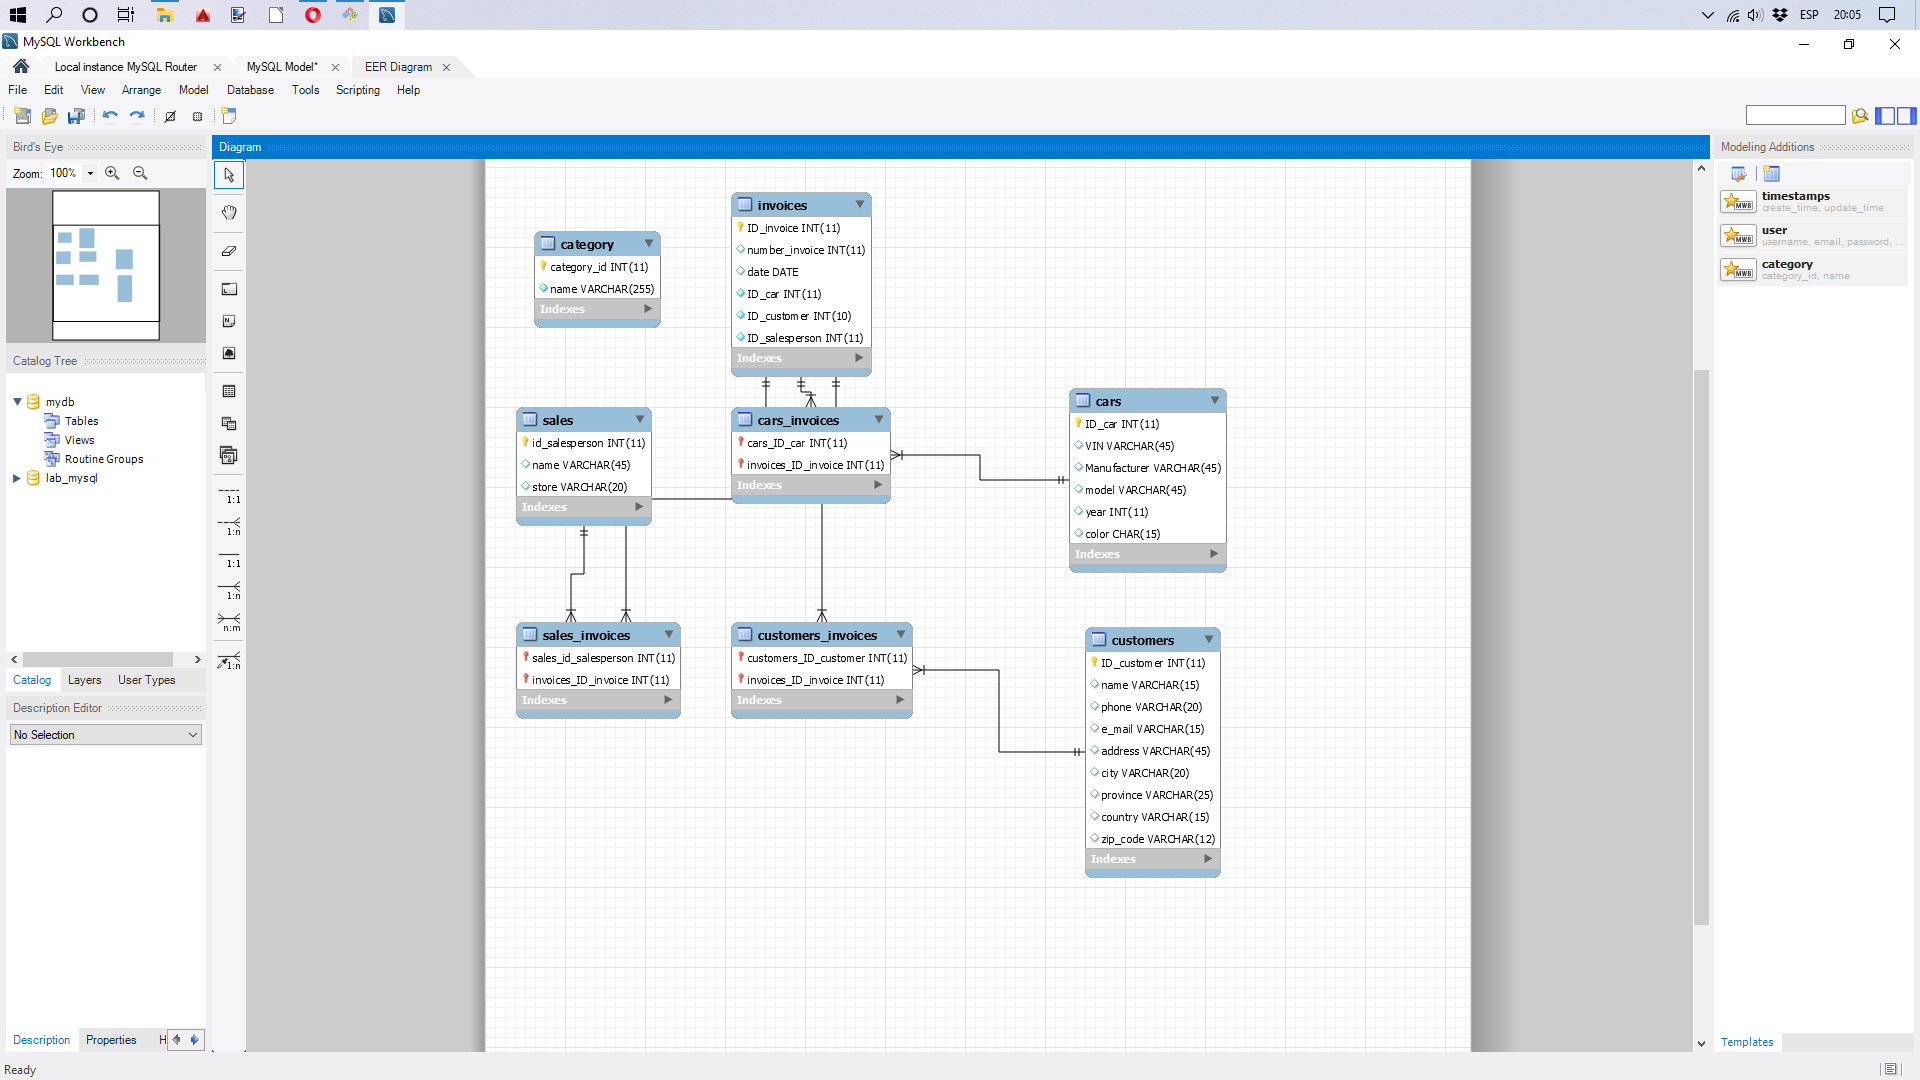 ESP 20:05
MySQL Workbench
Local instance MySQL Router
MySQL Model*
EER Diagram
File Edit View Arrange Model Database Tools Scripting Help
Bird's Eye
Zoom: 100%
Catalog Tree
mydb
Tables
Views
Routine Groups
lab_mysql
Catalog Layers User Types
Description Editor
No Selection
Description Properties H
Ready
Diagram
1:1
1:n
1:1
1:n
n:m
1:n
category
category_id INT(11)
name VARCHAR(255)
Indexes
invoices
ID_invoice INT(11)
number_invoice INT(11)
date DATE
ID_car INT(11)
ID_customer INT(10)
ID_salesperson INT(11)
Indexes
sales
id_salesperson INT(11)
name VARCHAR(45)
store VARCHAR(20)
Indexes
cars_invoices
cars_ID_car INT(11)
invoices_ID_invoice INT(11)
Indexes
cars
ID_car INT(11)
VIN VARCHAR(45)
Manufacturer VARCHAR(45)
model VARCHAR(45)
year INT(11)
color CHAR(15)
Indexes
sales_invoices
sales_id_salesperson INT(11)
invoices_ID_invoice INT(11)
Indexes
customers_invoices
customers_ID_customer INT(11)
invoices_ID_invoice INT(11)
Indexes
customers
ID_customer INT(11)
name VARCHAR(15)
phone VARCHAR(20)
e_mail VARCHAR(15)
address VARCHAR(45)
city VARCHAR(20)
province VARCHAR(25)
country VARCHAR(15)
zip_code VARCHAR(12)
Indexes
Modeling Additions
MWB
timestamps
create_time, update_time
MWB
user
username, email, password, ...
MWB
category
category_id, name
Templates